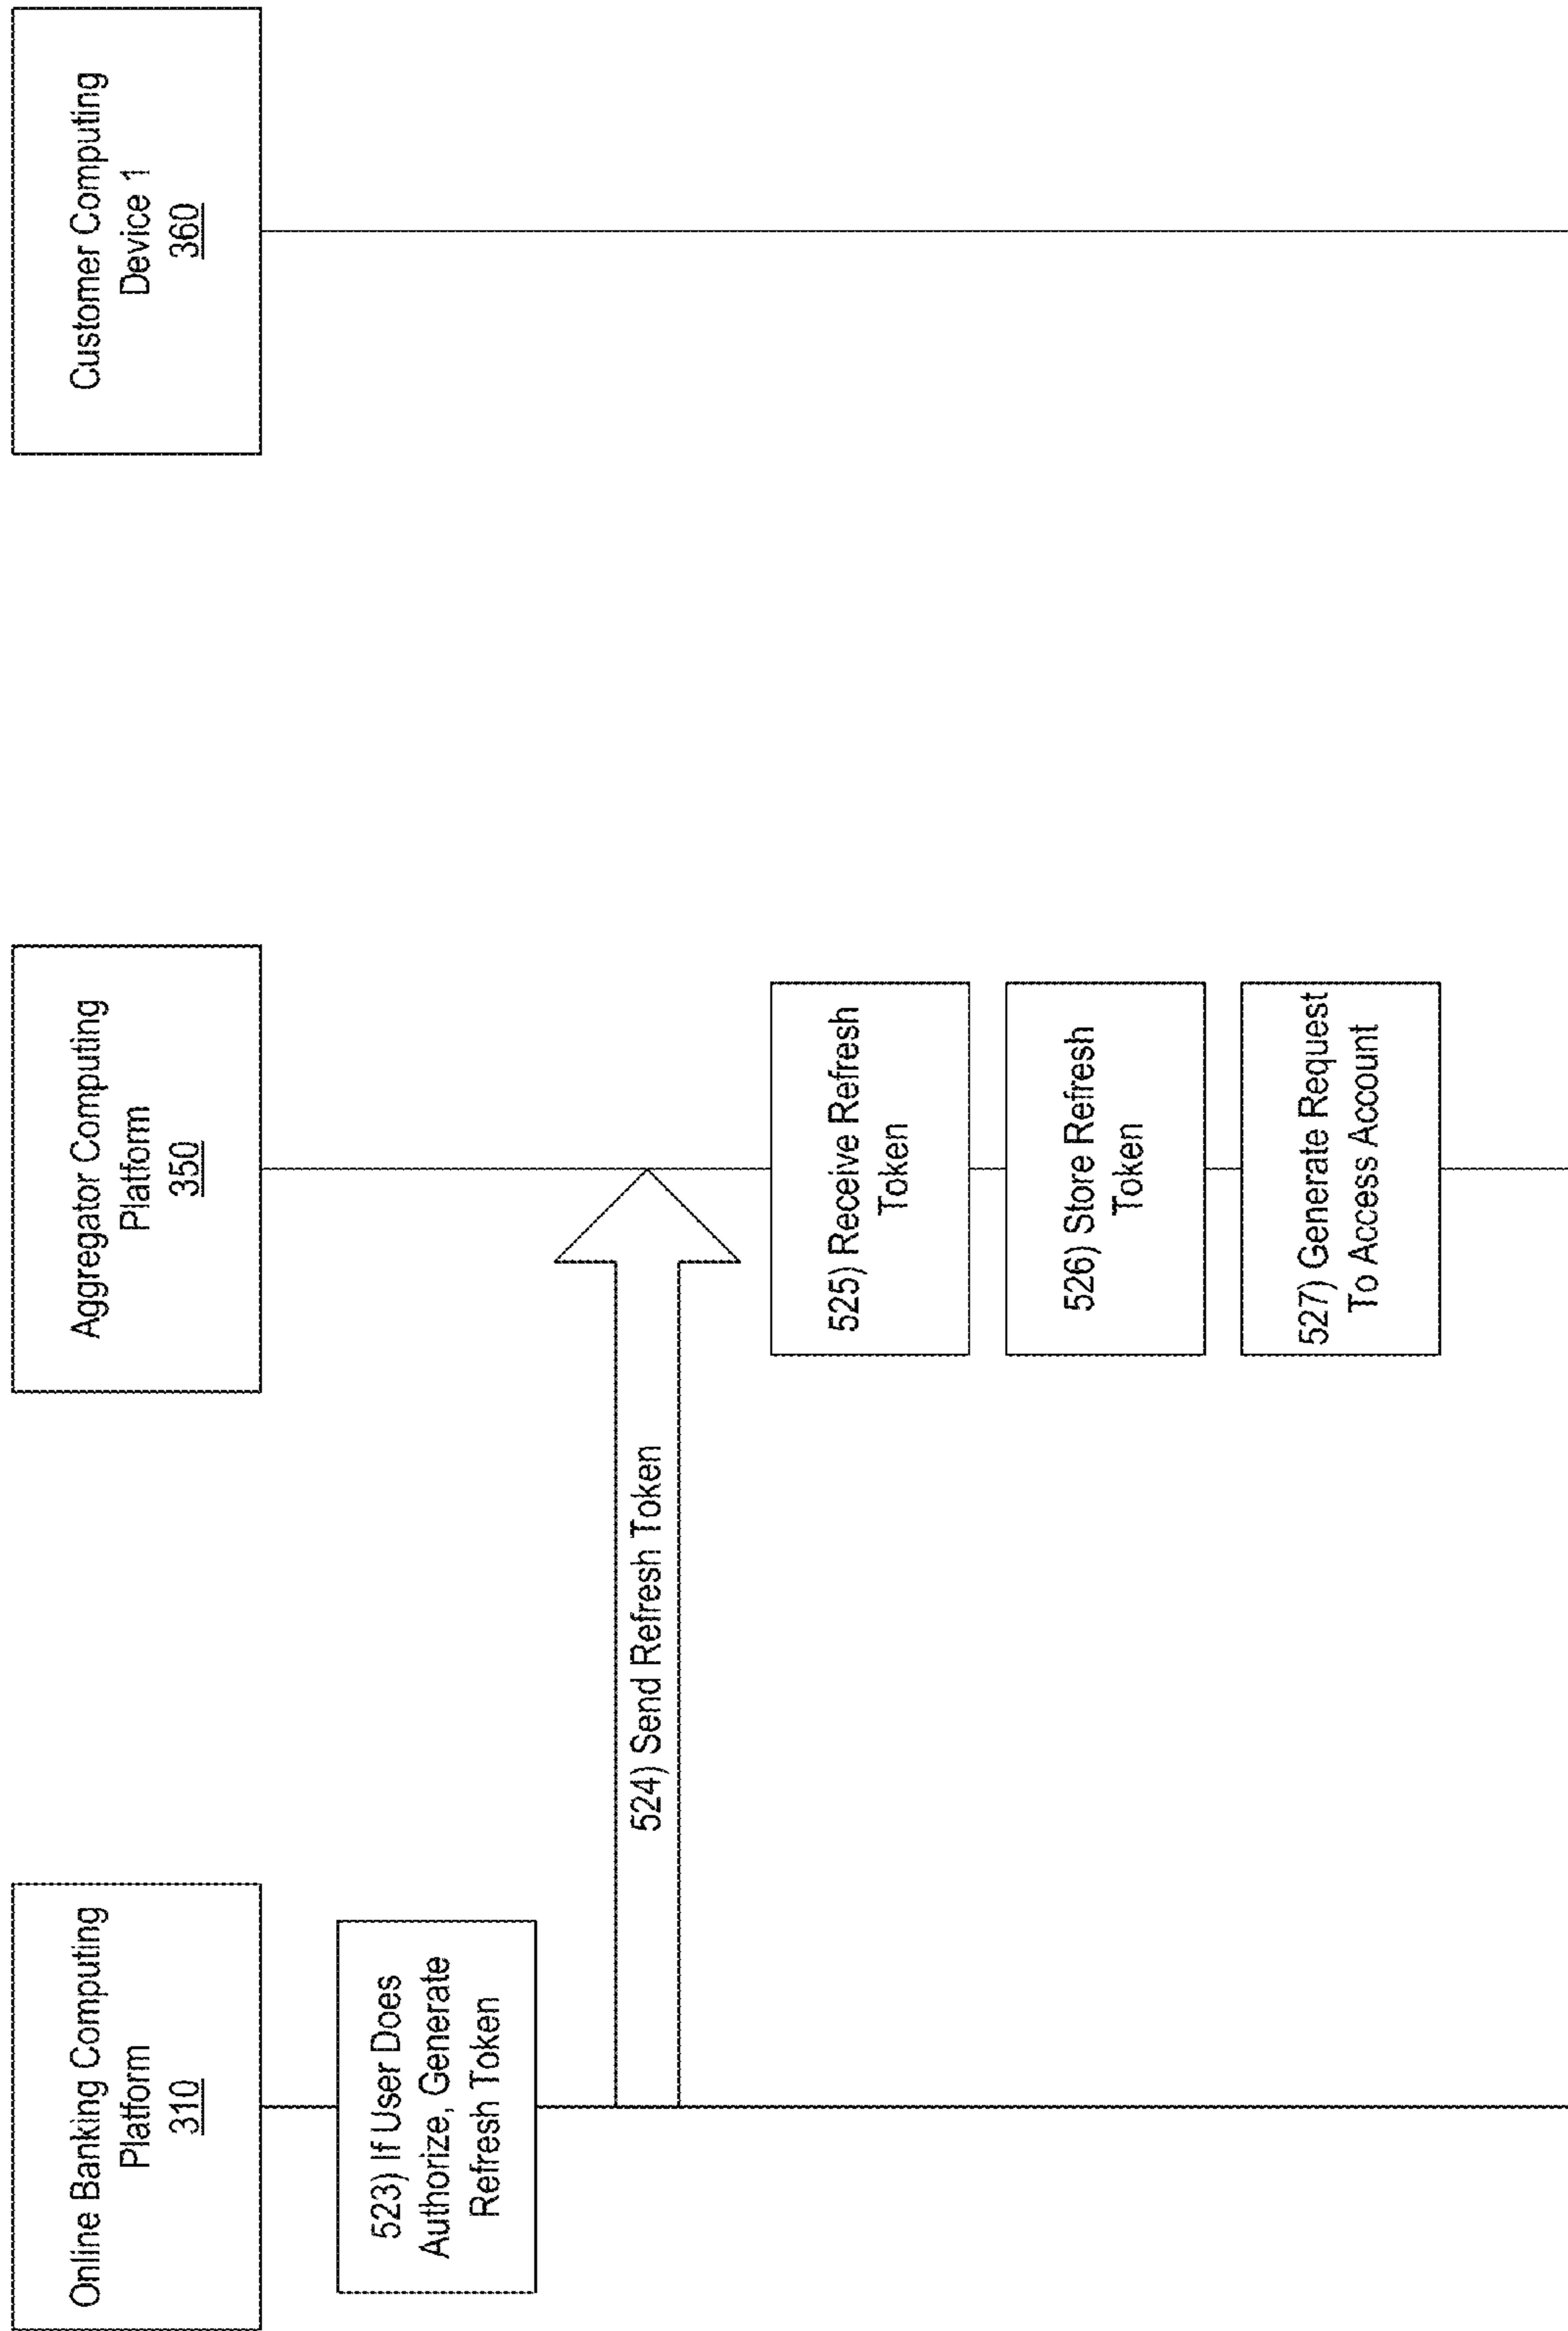 Online Banking Computing
Platform
310
Aggregator Computing
Platform
350
Customer Computing
Device 1
360
523) If User Does
Authorize, Generate
Refresh Token
524) Send Refresh Token
525) Receive Refresh
Token
526) Store Refresh
Token
527) Generate Request
To Access Account